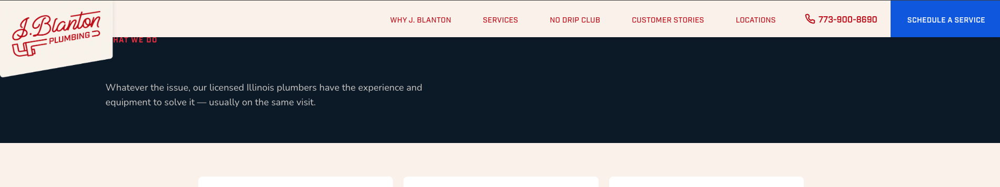 J. Blanton
PLUMBING
WHY J. BLANTON
SERVICES
NO DRIP CLUB
CUSTOMER STORIES
LOCATIONS
773-900-8690
SCHEDULE A SERVICE
HAT WE DO
Whatever the issue, our licensed Illinois plumbers have the experience and
equipment to solve it — usually on the same visit.